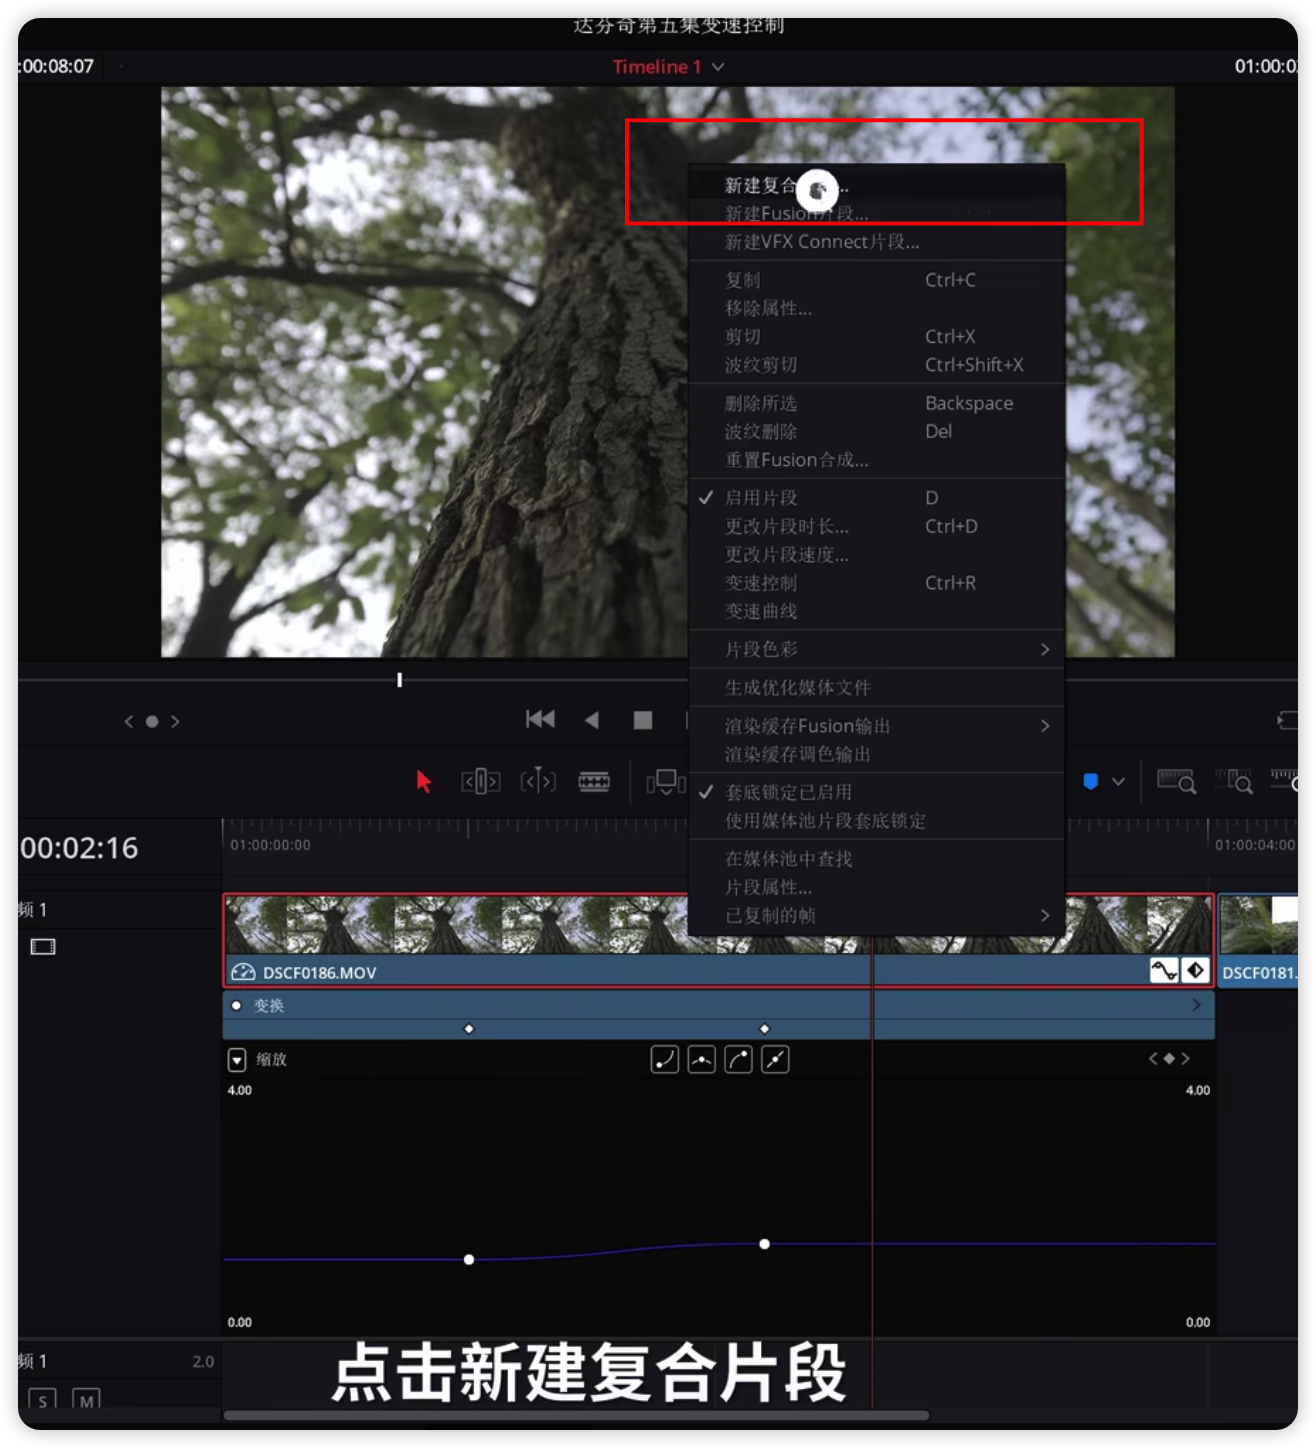 达芬奇第五集变速控制
:00:08:07
Timeline 1
01:00:0
新建复合
...
新建Fusion片段...
新建VFX Connect片段...
复制 Ctrl+C
移除属性...
剪切 Ctrl+X
波纹剪切 Ctrl+Shift+X
删除所选 Backspace
波纹删除 Del
重置Fusion合成...
启用片段 D
更改片段时长... Ctrl+D
更改片段速度...
变速控制 Ctrl+R
变速曲线
片段色彩
生成优化媒体文件
渲染缓存Fusion输出
渲染缓存调色输出
套底锁定已启用
使用媒体池片段套底锁定
在媒体池中查找
片段属性...
已复制的帧
00:02:16
01:00:00:00
01:00:04:00
频 1
DSCF0186.MOV
DSCF0181.
变换
缩放
4.00
4.00
0.00
0.00
频 1
2.0
S
M
点击新建复合片段